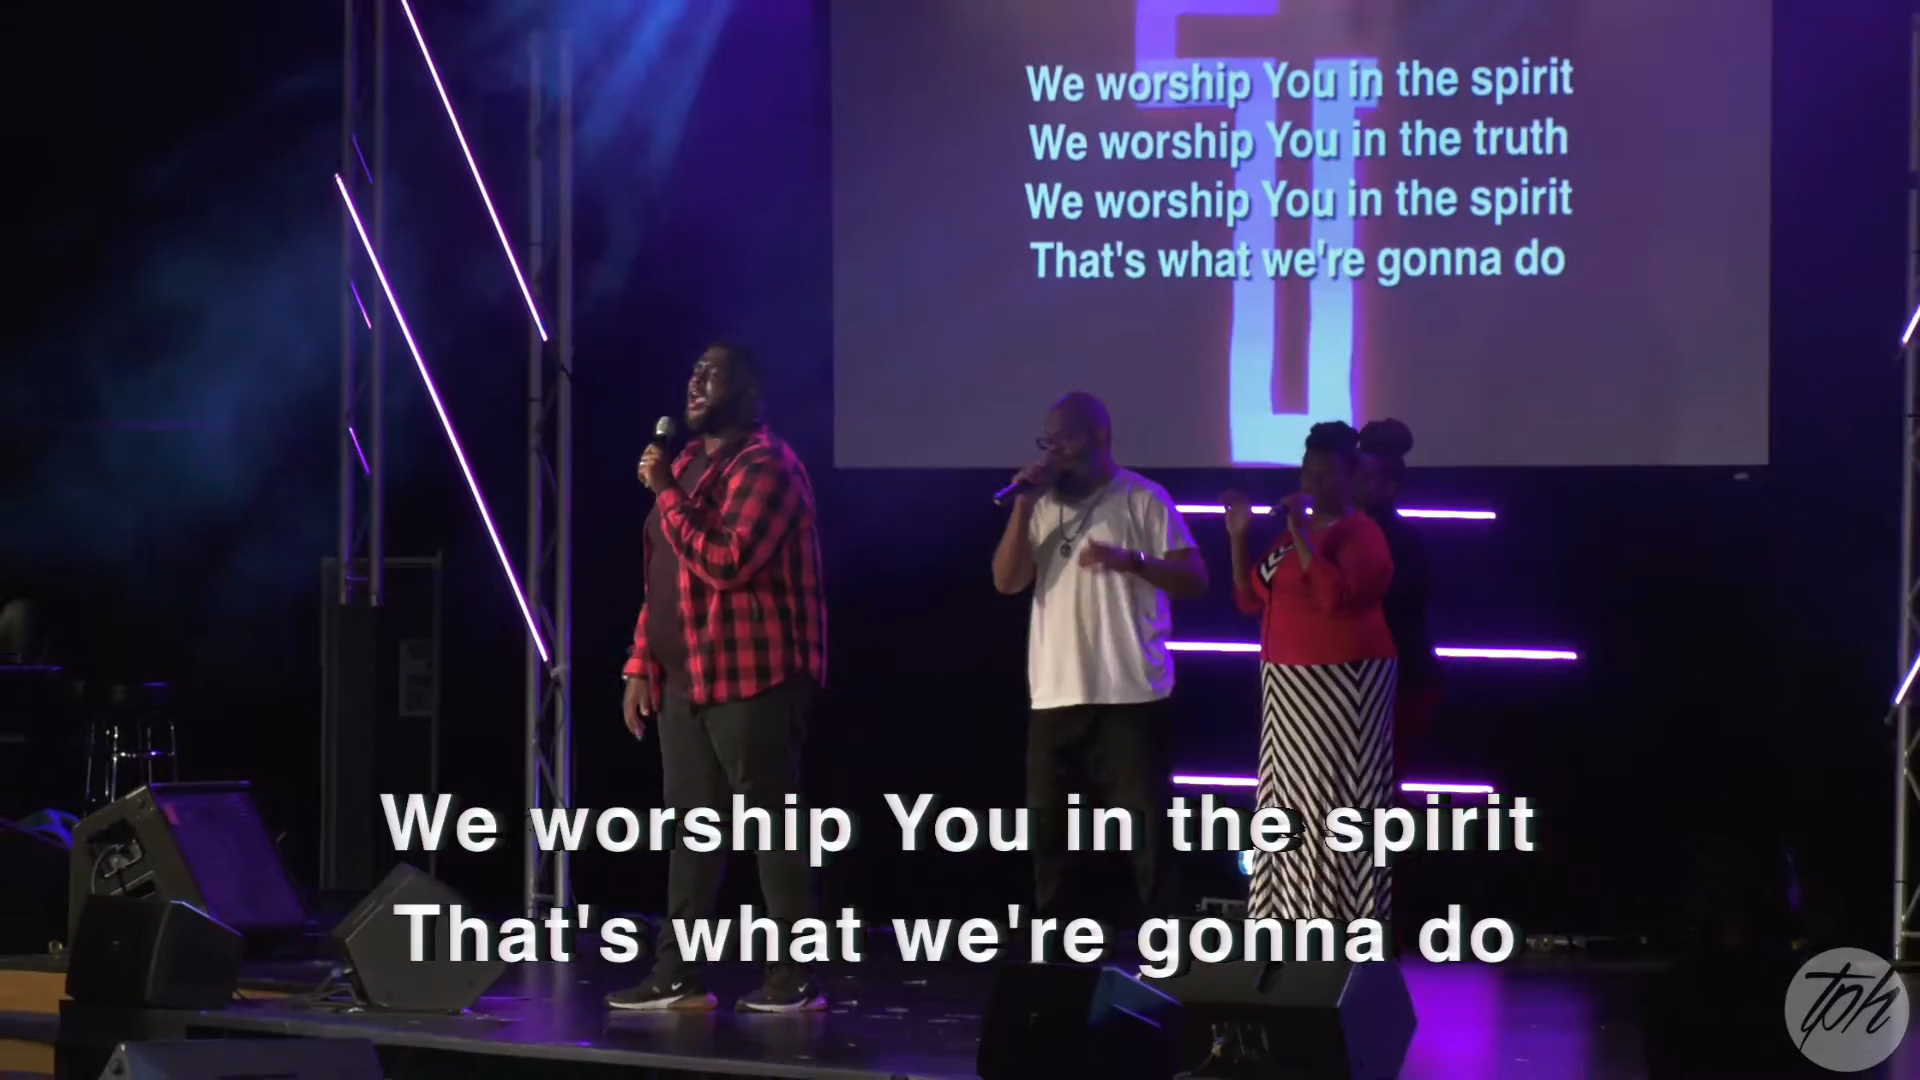 We worship You in the spirit
We worship You in the truth
We worship You in the spirit
That's what we're gonna do
We worship You in the spirit
That's what we're gonna do
tph